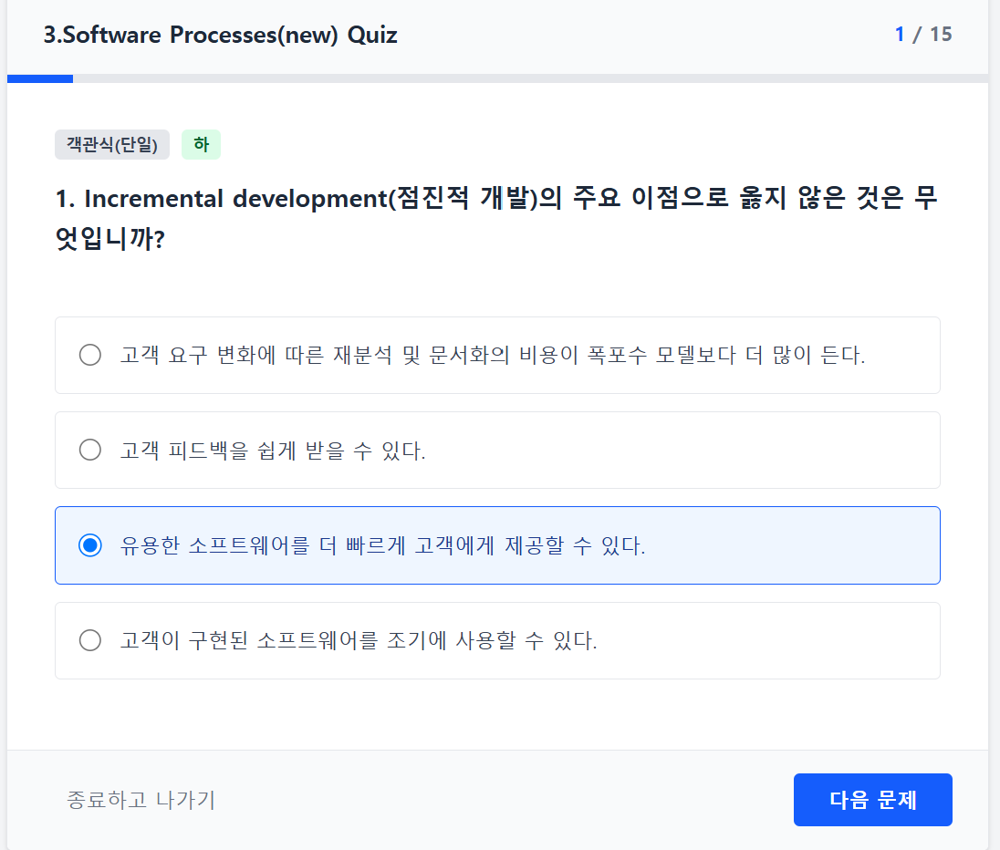 3.Software Processes(new) Quiz
1 / 15
객관식(단일)
하
1. Incremental development(점진적 개발)의 주요 이점으로 옳지 않은 것은 무
엇입니까?
고객 요구 변화에 따른 재분석 및 문서화의 비용이 폭포수 모델보다 더 많이 든다.
고객 피드백을 쉽게 받을 수 있다.
유용한 소프트웨어를 더 빠르게 고객에게 제공할 수 있다.
고객이 구현된 소프트웨어를 조기에 사용할 수 있다.
종료하고 나가기
다음 문제